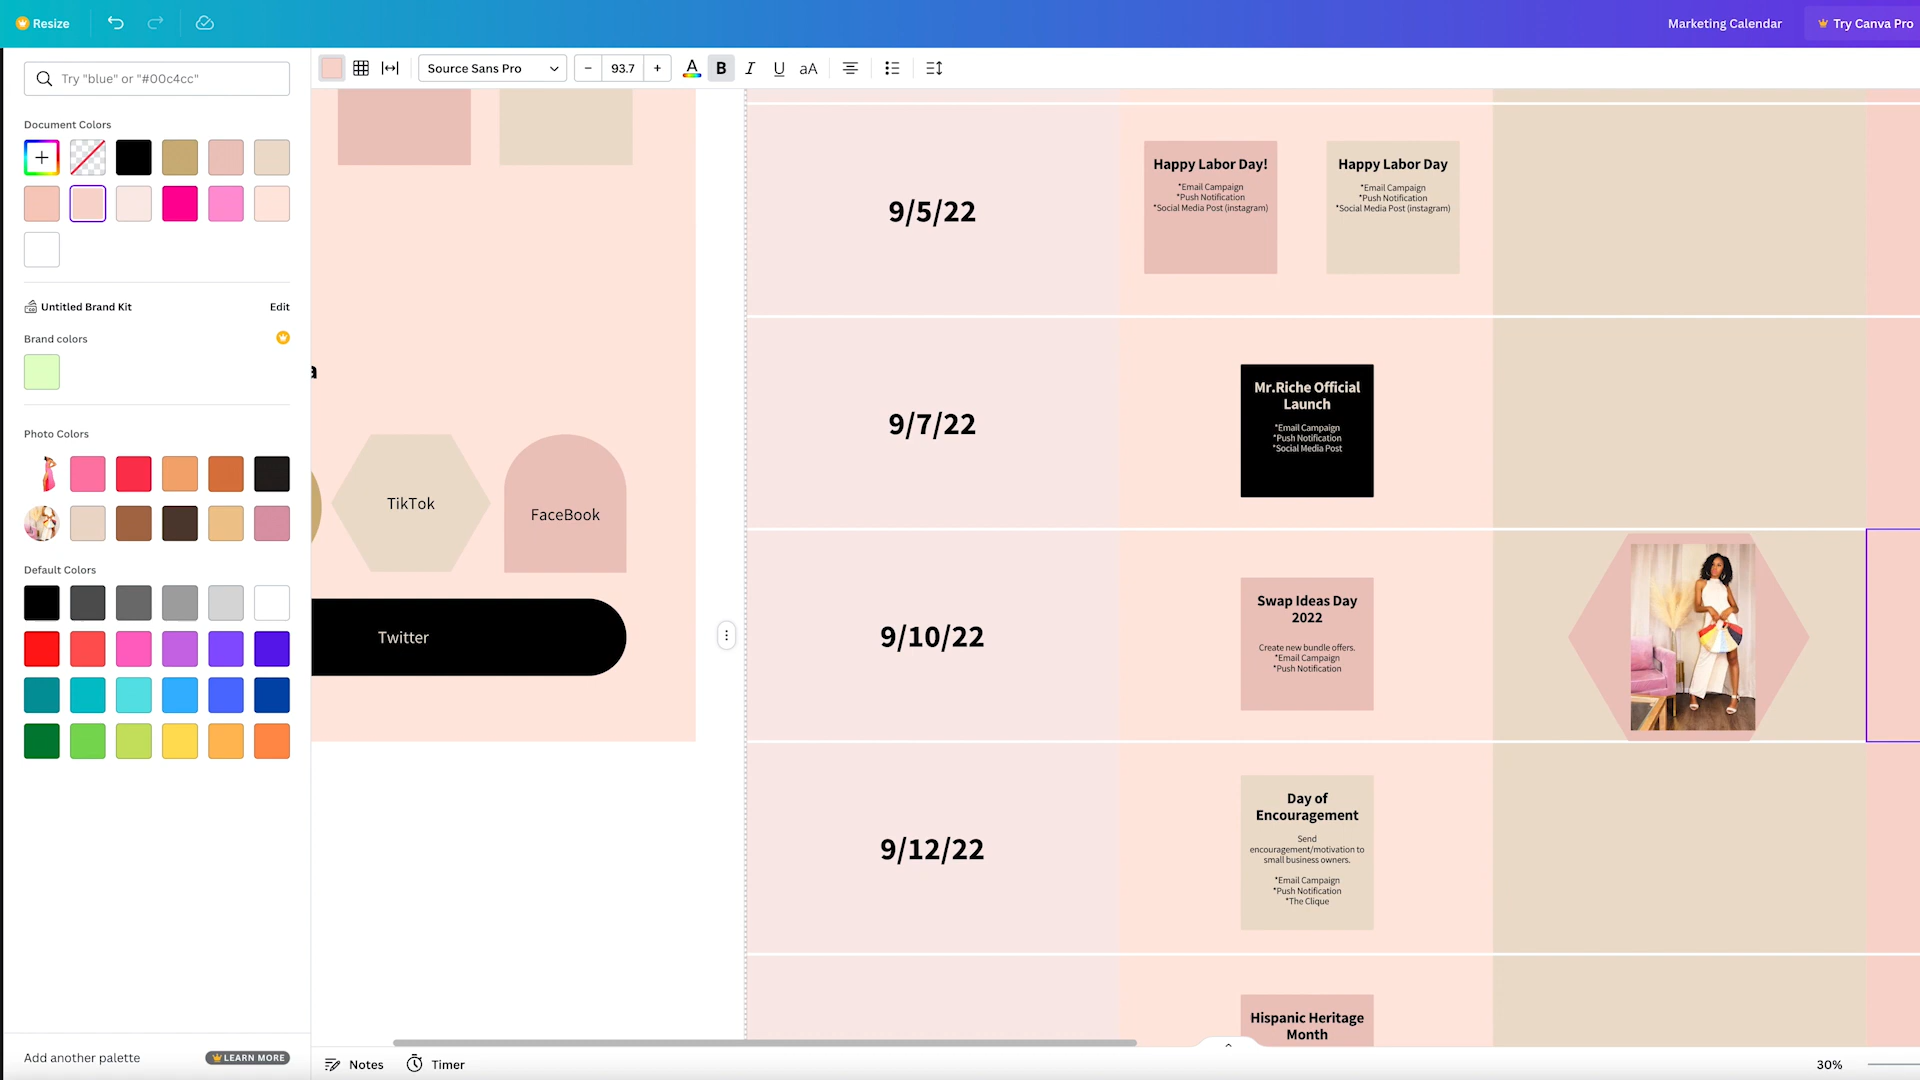 Resize
Marketing Calendar
Try Canva Pro
Try "blue" or "#00c4cc"
Source Sans Pro
− 93.7 +
A B I U aA
Document Colors
Untitled Brand Kit
Edit
Brand colors
Photo Colors
Default Colors
Add another palette
LEARN MORE
a
TikTok
FaceBook
Twitter
9/5/22
Happy Labor Day!
*Email Campaign
*Push Notification
*Social Media Post (instagram)
Happy Labor Day
*Email Campaign
*Push Notification
*Social Media Post (instagram)
9/7/22
Mr.Riche Official
Launch
*Email Campaign
*Push Notification
*Social Media Post
9/10/22
Swap Ideas Day
2022
Create new bundle offers.
*Email Campaign
*Push Notification
9/12/22
Day of
Encouragement
Send
encouragement/motivation to
small business owners.
*Email Campaign
*Push Notification
*The Clique
Hispanic Heritage
Month
Notes
Timer
30%